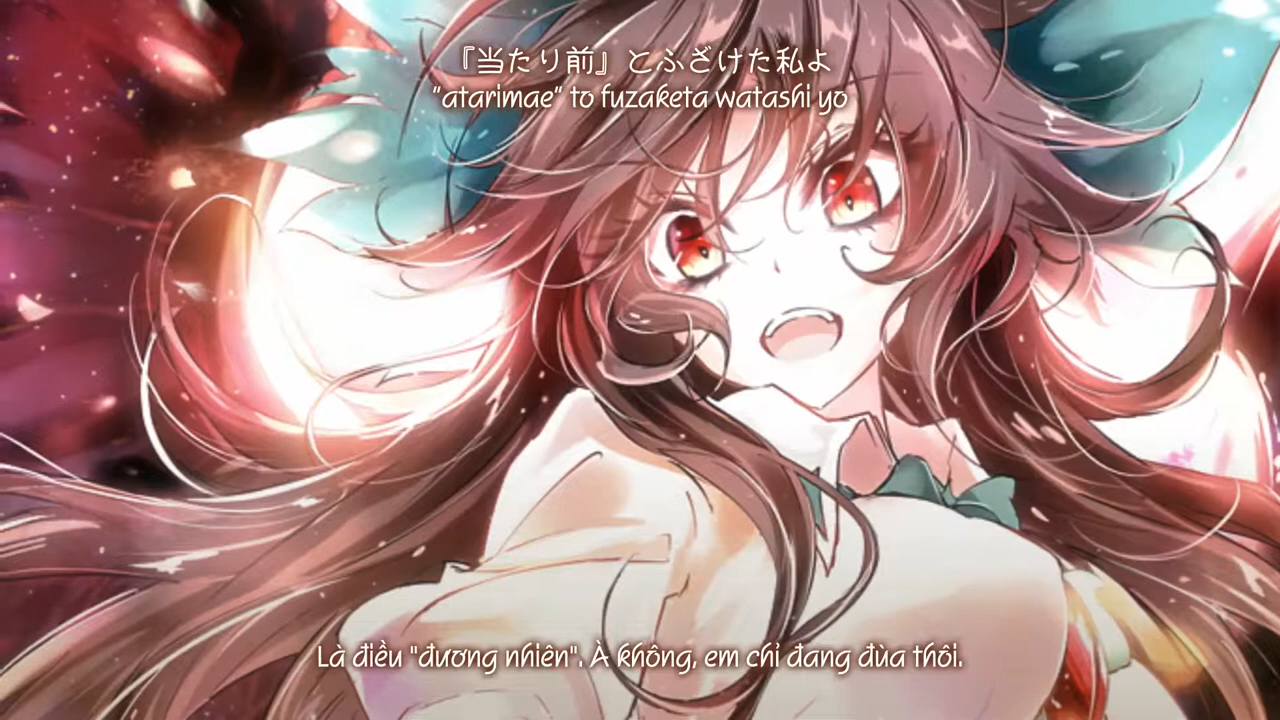 『当たり前』とふざけた私よ
"atarimae" to fuzaketa watashi yo
Là điều "đương nhiên". À không, em chỉ đang đùa thôi.